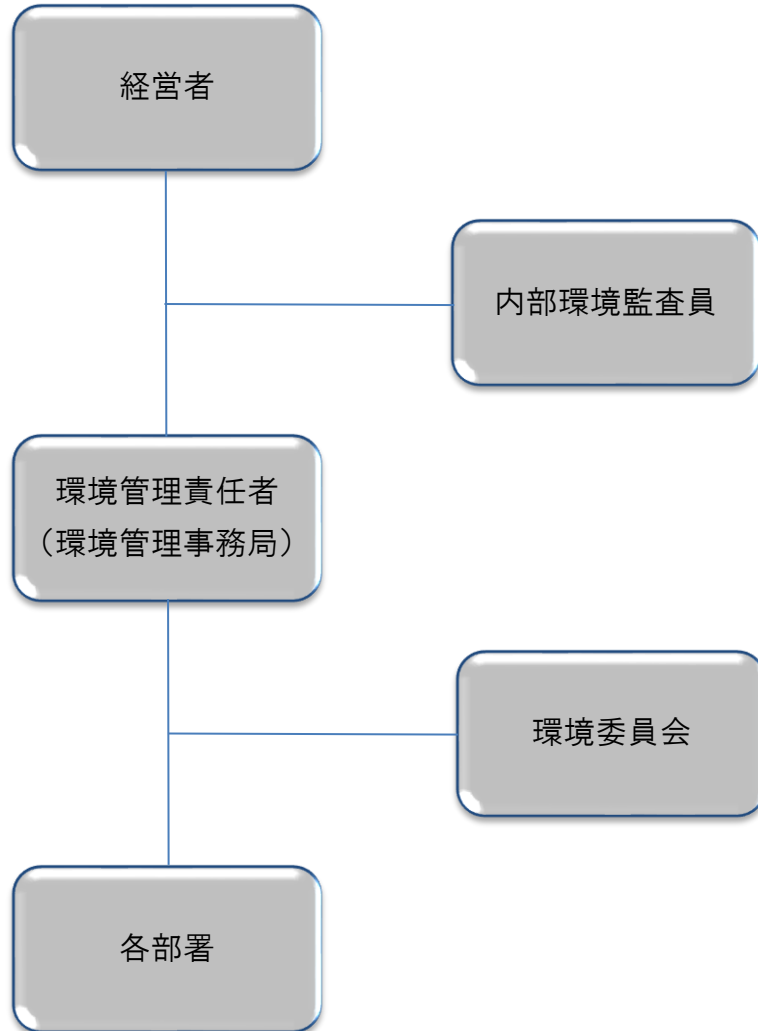 経営者
内部環境監査員
環境管理責任者
（環境管理事務局）
環境委員会
各部署